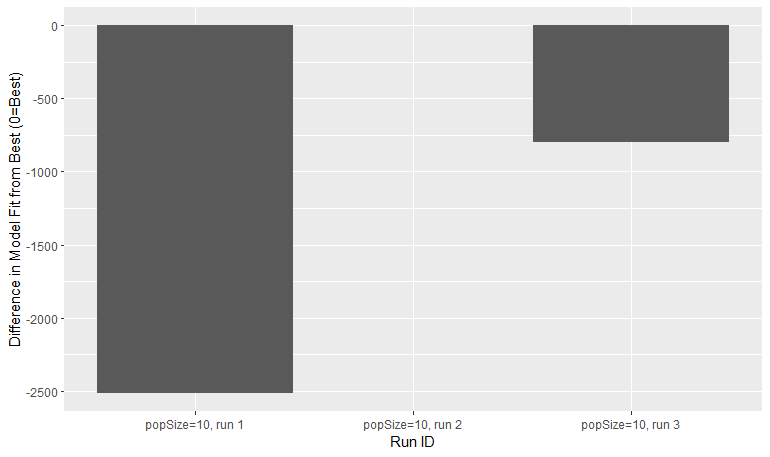 Difference in Model Fit from Best (0=Best)
0
-500
-1000
-1500
-2000
-2500
popSize=10, run 1
popSize=10, run 2
popSize=10, run 3
Run ID